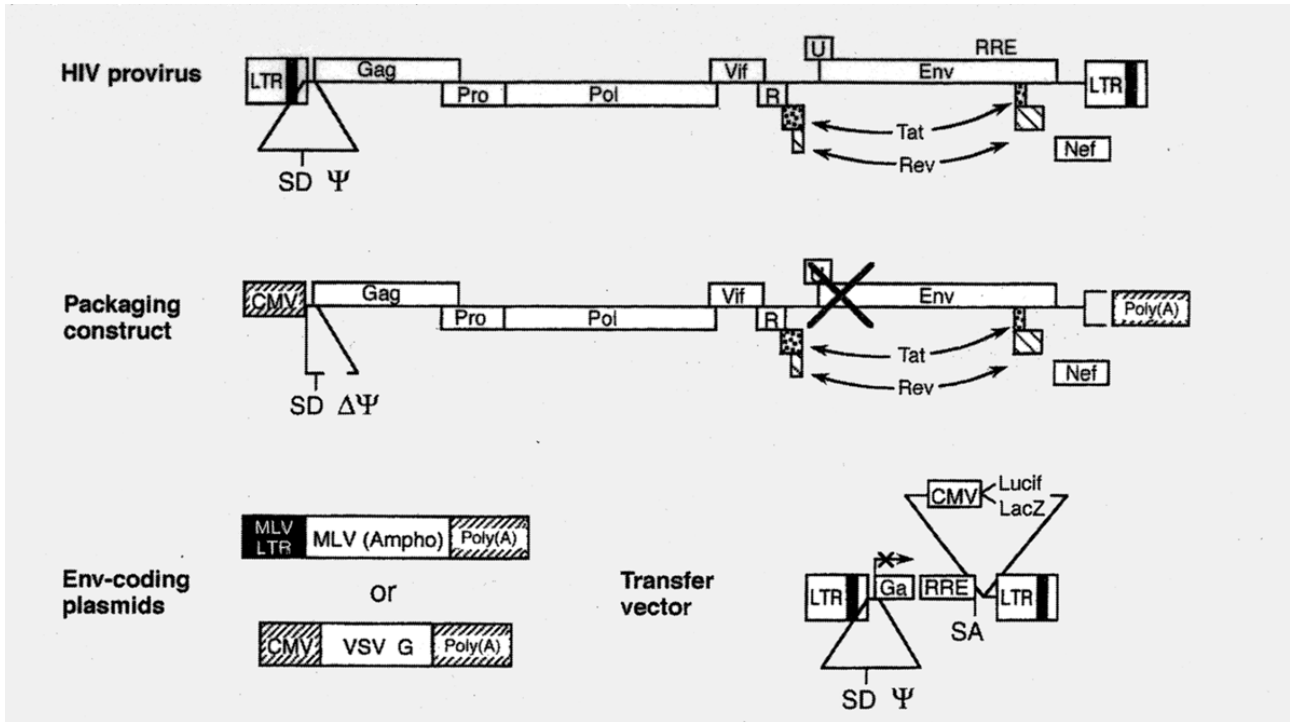 HIV provirus
LTR
Gag
Pro
Pol
Vif
R
U
RRE
Env
LTR
Tat
Rev
Nef
SD Ψ
Packaging
construct
CMV
Gag
Pro
Pol
Vif
R
U
Env
Poly(A)
Tat
Rev
Nef
SD ΔΨ
Env-coding
plasmids
MLV
LTR
MLV (Ampho)
Poly(A)
or
CMV
VSV G
Poly(A)
Transfer
vector
CMV
Lucif
LacZ
LTR
Ga
RRE
LTR
SA
SD Ψ